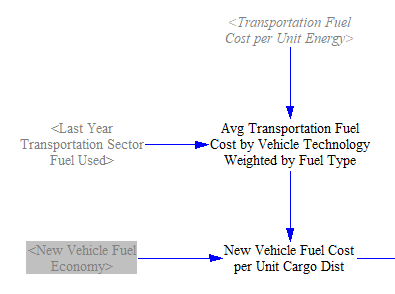 <Transportation Fuel
Cost per Unit Energy>
<Last Year
Transportation Sector
Fuel Used>
Avg Transportation Fuel
Cost by Vehicle Technology
Weighted by Fuel Type
<New Vehicle Fuel
Economy>
New Vehicle Fuel Cost
per Unit Cargo Dist